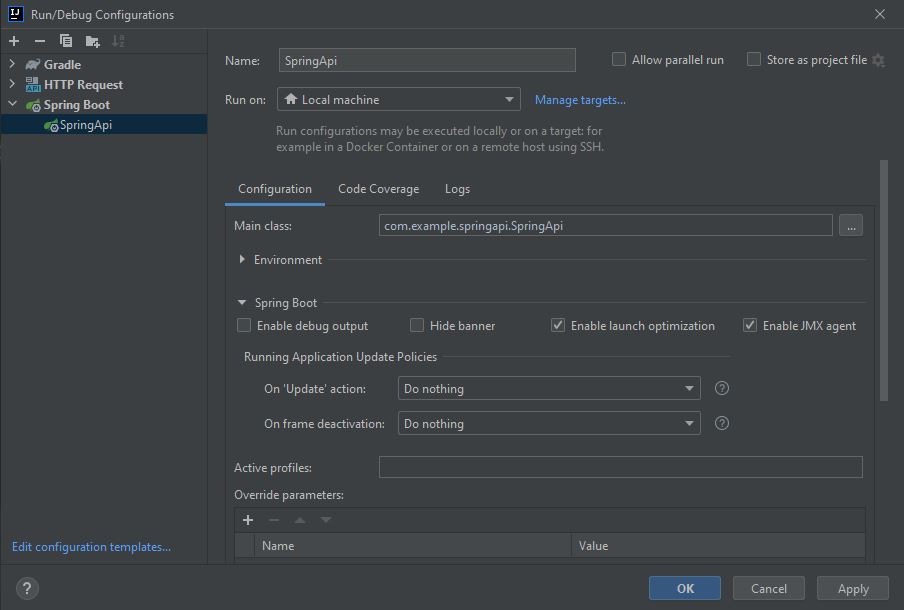 Run/Debug Configurations
Gradle
HTTP Request
Spring Boot
SpringApi
Edit configuration templates...
Name:
SpringApi
Allow parallel run
Store as project file
Run on:
Local machine
Manage targets...
Run configurations may be executed locally or on a target: for
example in a Docker Container or on a remote host using SSH.
Configuration
Code Coverage
Logs
Main class:
com.example.springapi.SpringApi
...
Environment
Spring Boot
Enable debug output
Hide banner
Enable launch optimization
Enable JMX agent
Running Application Update Policies
On 'Update' action:
Do nothing
?
On frame deactivation:
Do nothing
?
Active profiles:
Override parameters:
Name
Value
?
OK
Cancel
Apply